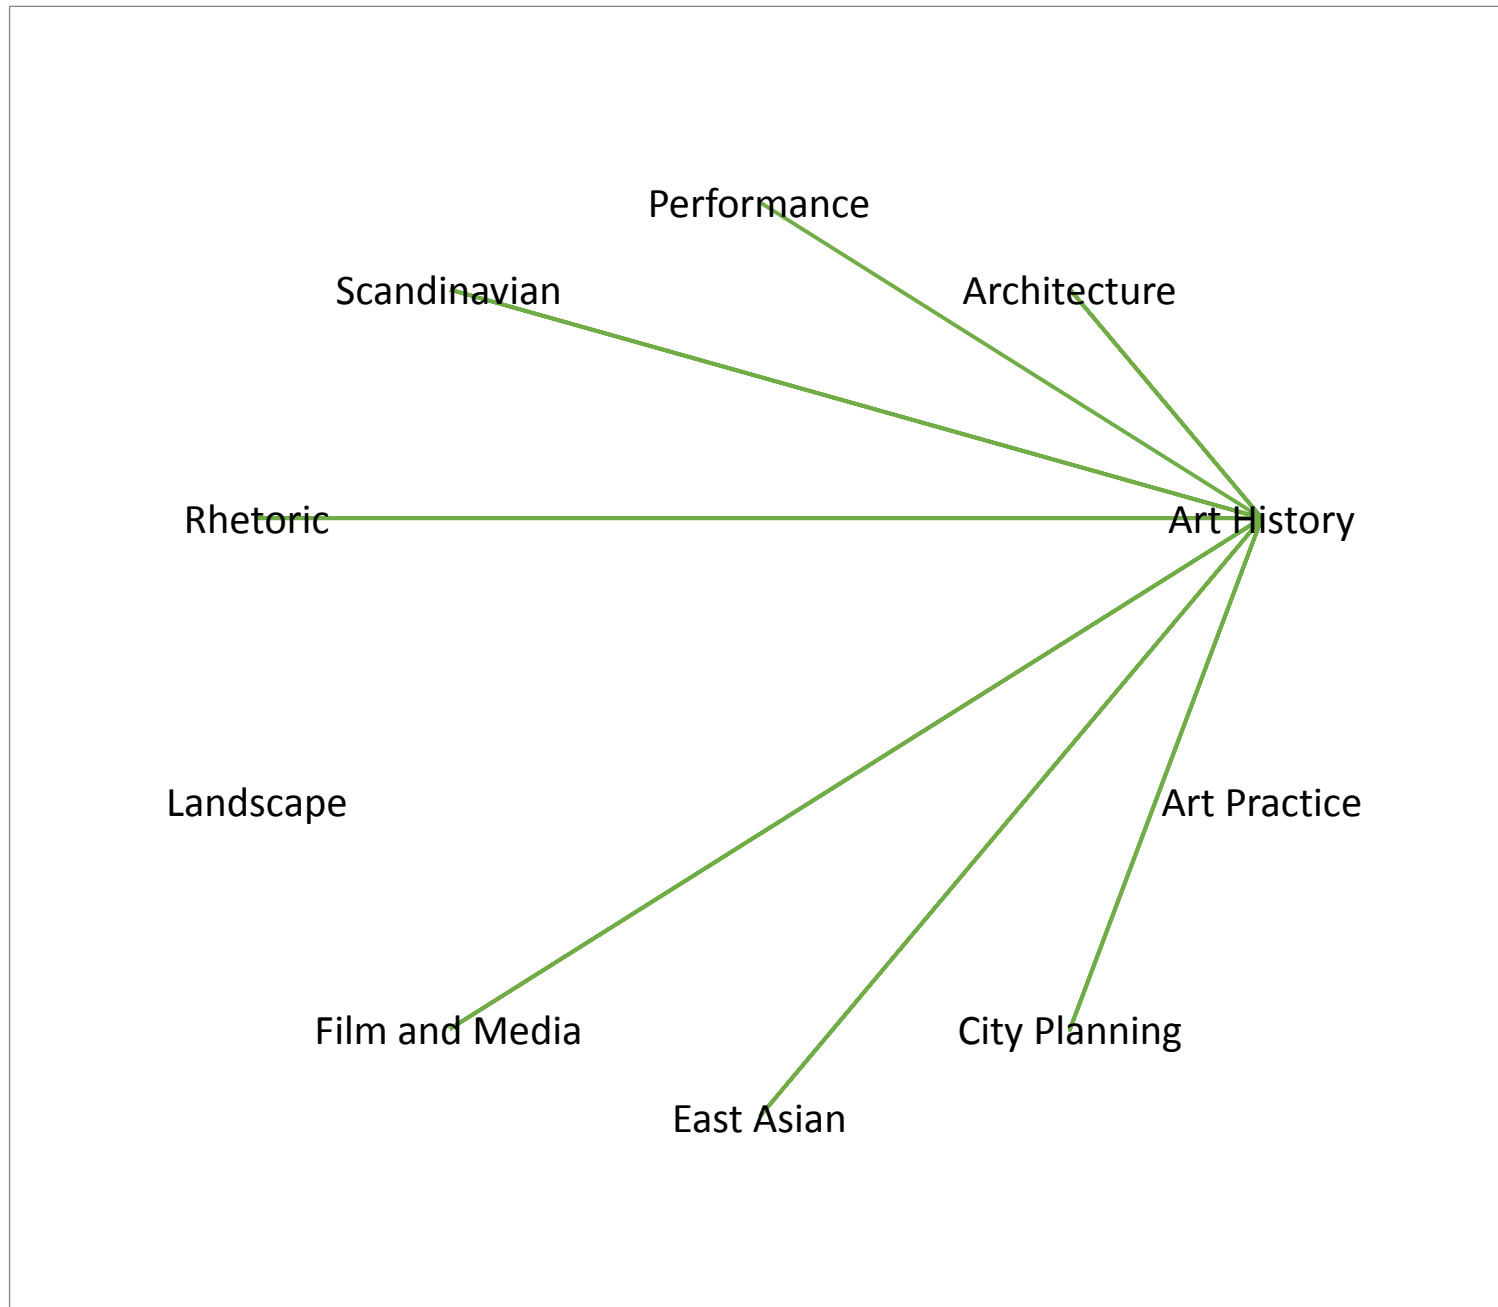 Performance
Scandinavian
Architecture
Rhetoric
Art History
Landscape
Art Practice
Film and Media
City Planning
East Asian